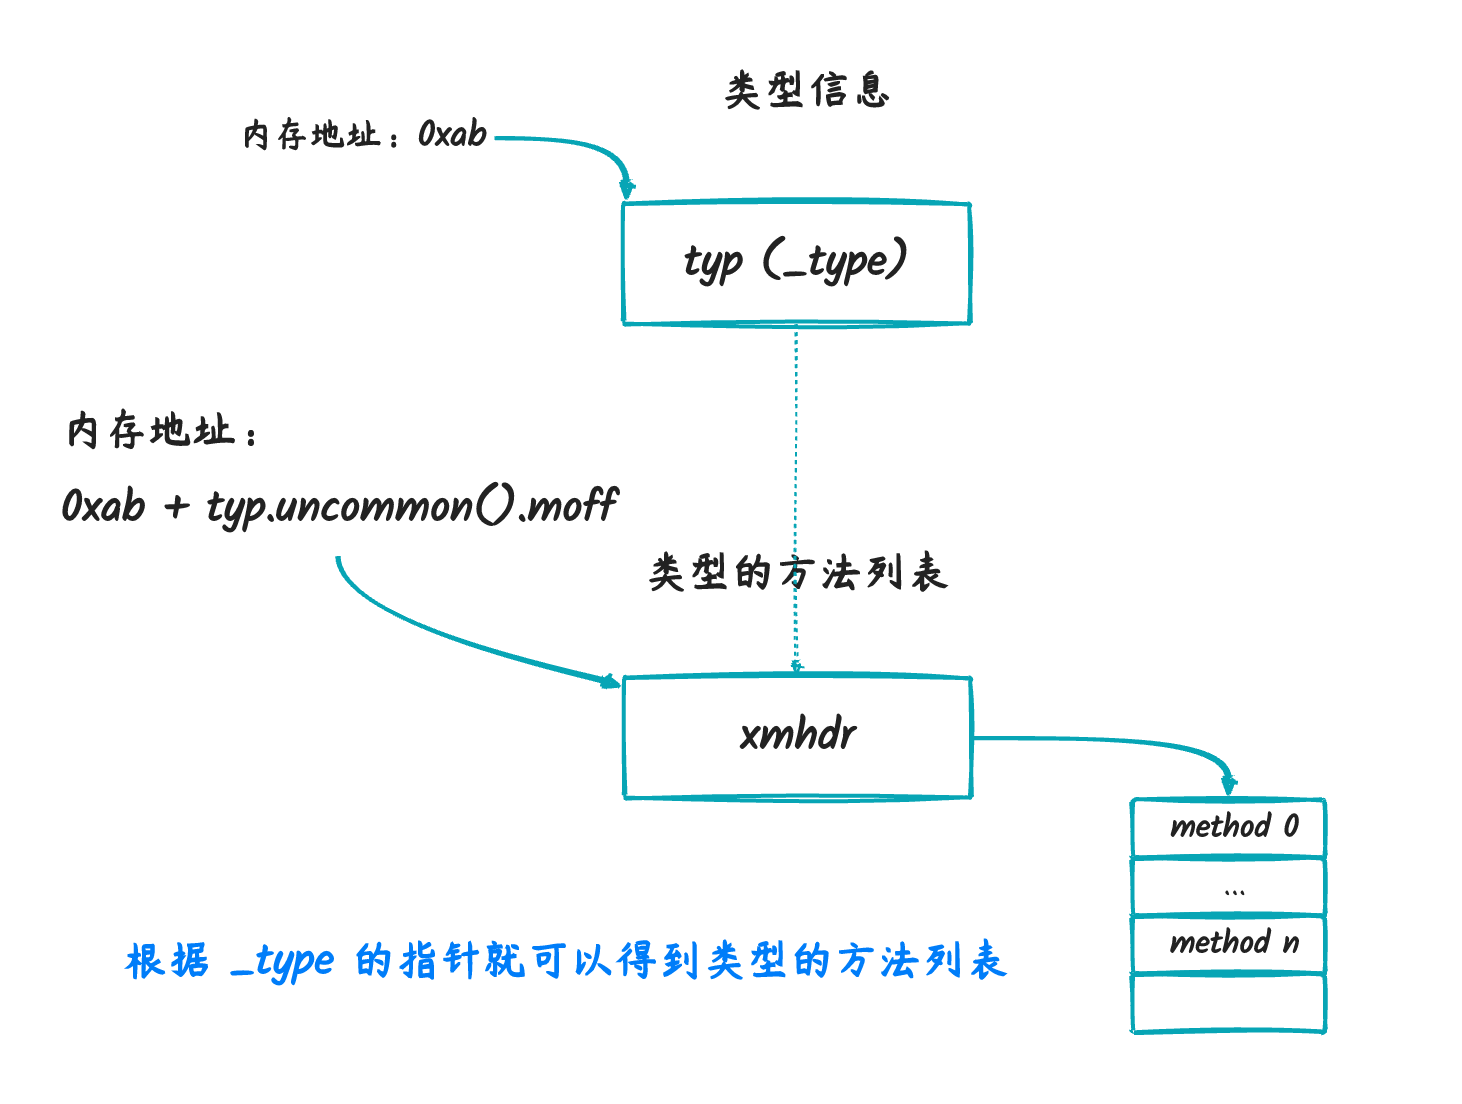 类型信息
内存地址：0xab
typ (_type)
内存地址：
0xab + typ.uncommon().moff
类型的方法列表
xmhdr
method 0
...
method n
根据 _type 的指针就可以得到类型的方法列表